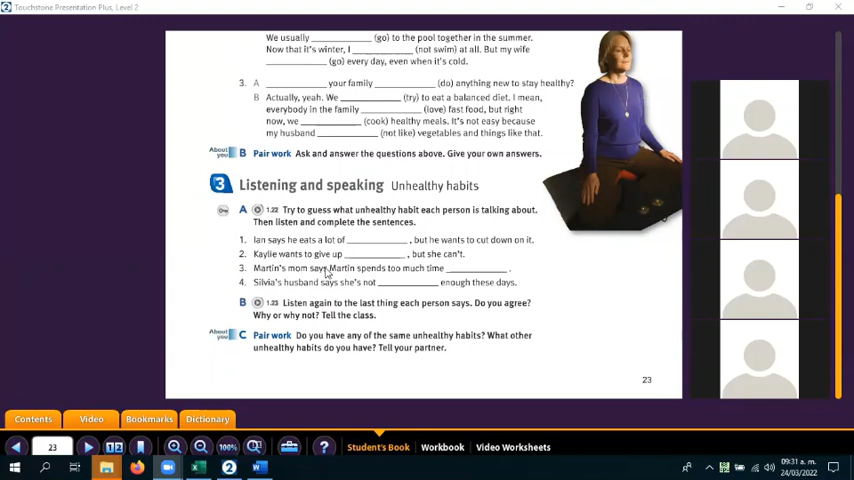 Touchstone Presentation Plus, Level 2
We usually ____________ (go) to the pool together in the summer.
Now that it's winter, I ____________ (not swim) at all. But my wife
____________ (go) every day, even when it's cold.
3. A ____________ your family ____________ (do) anything new to stay healthy?
B Actually, yeah. We ____________ (try) to eat a balanced diet. I mean,
everybody in the family ____________ (love) fast food, but right
now, we ____________ (cook) healthy meals. It's not easy because
my husband ____________ (not like) vegetables and things like that.
About you B Pair work Ask and answer the questions above. Give your own answers.
3 Listening and speaking Unhealthy habits
A 1.22 Try to guess what unhealthy habit each person is talking about.
Then listen and complete the sentences.
1. Ian says he eats a lot of ____________ , but he wants to cut down on it.
2. Kaylie wants to give up ____________ , but she can't.
3. Martin's mom says Martin spends too much time ____________ .
4. Silvia's husband says she's not ____________ enough these days.
B 1.23 Listen again to the last thing each person says. Do you agree?
Why or why not? Tell the class.
About you C Pair work Do you have any of the same unhealthy habits? What other
unhealthy habits do you have? Tell your partner.
23
Contents Video Bookmarks Dictionary
23 12 100% ? Student's Book Workbook Video Worksheets
09:31 a. m.
24/03/2022